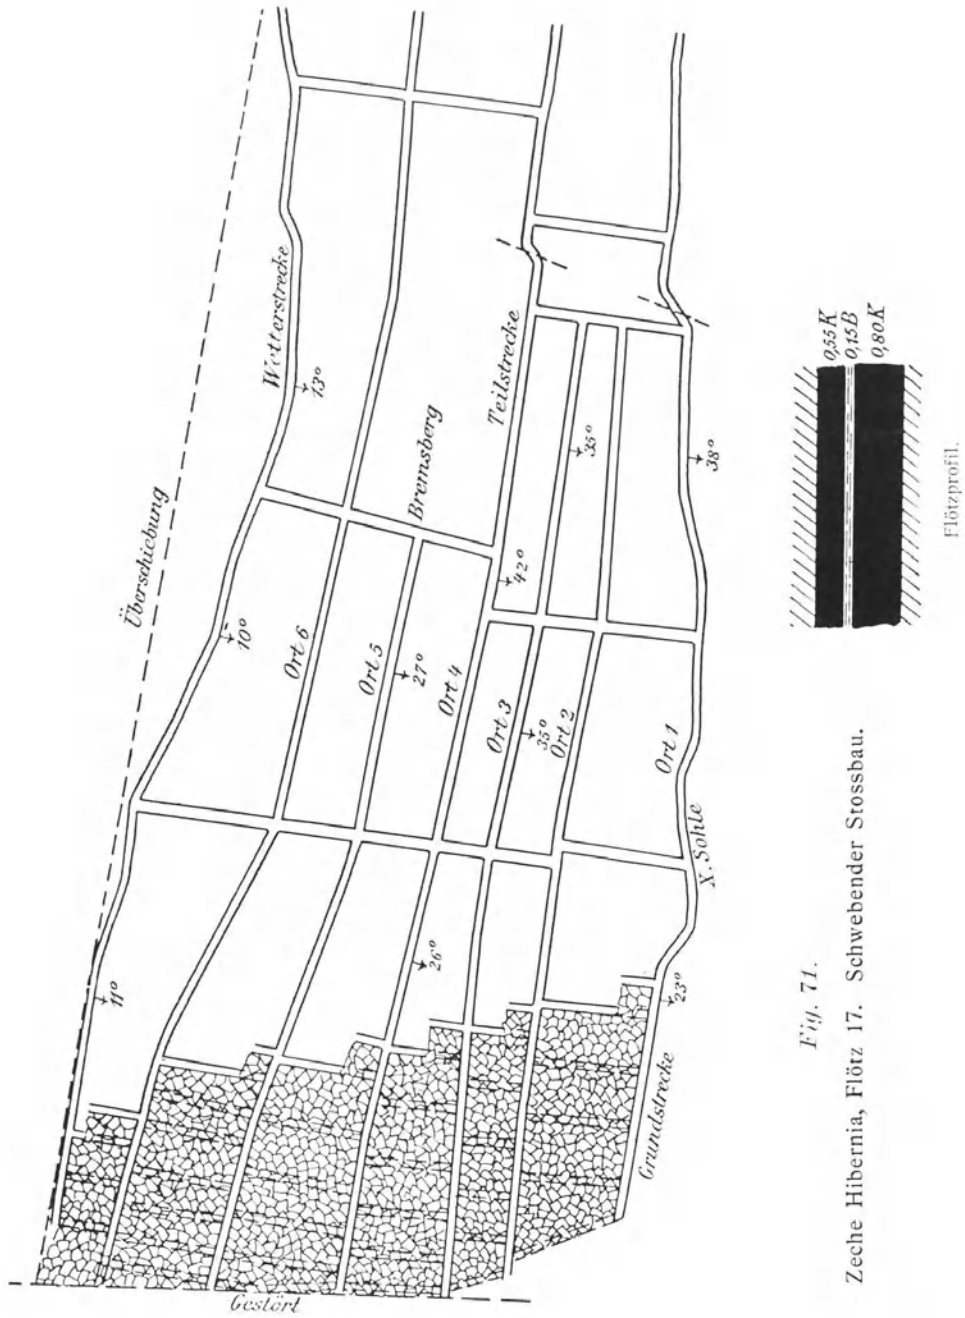 Überschiebung
Wetterstrecke
13°
10°
11°
Bremsberg
Teilstrecke
Ort 6
Ort 5
27°
Ort 4
42°
35°
Ort 3
35°
Ort 2
Ort 1
38°
X. Sohle
26°
23°
Grundstrecke
Gestört
0,55 K
0,15 B
0,80 K
Flötzprofil.
Fig. 71.
Zeche Hibernia, Flötz 17. Schwebender Stossbau.